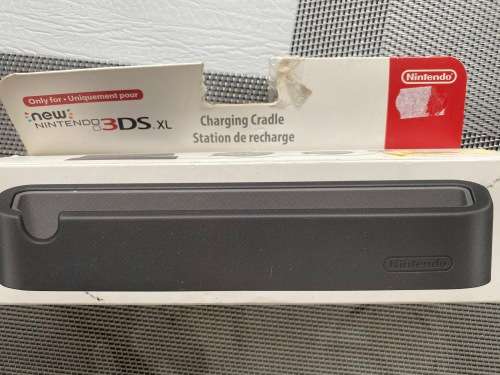 Only for • Uniquement pour
new
NINTENDO 3DS XL
Charging Cradle
Station de recharge
Nintendo
Nintendo